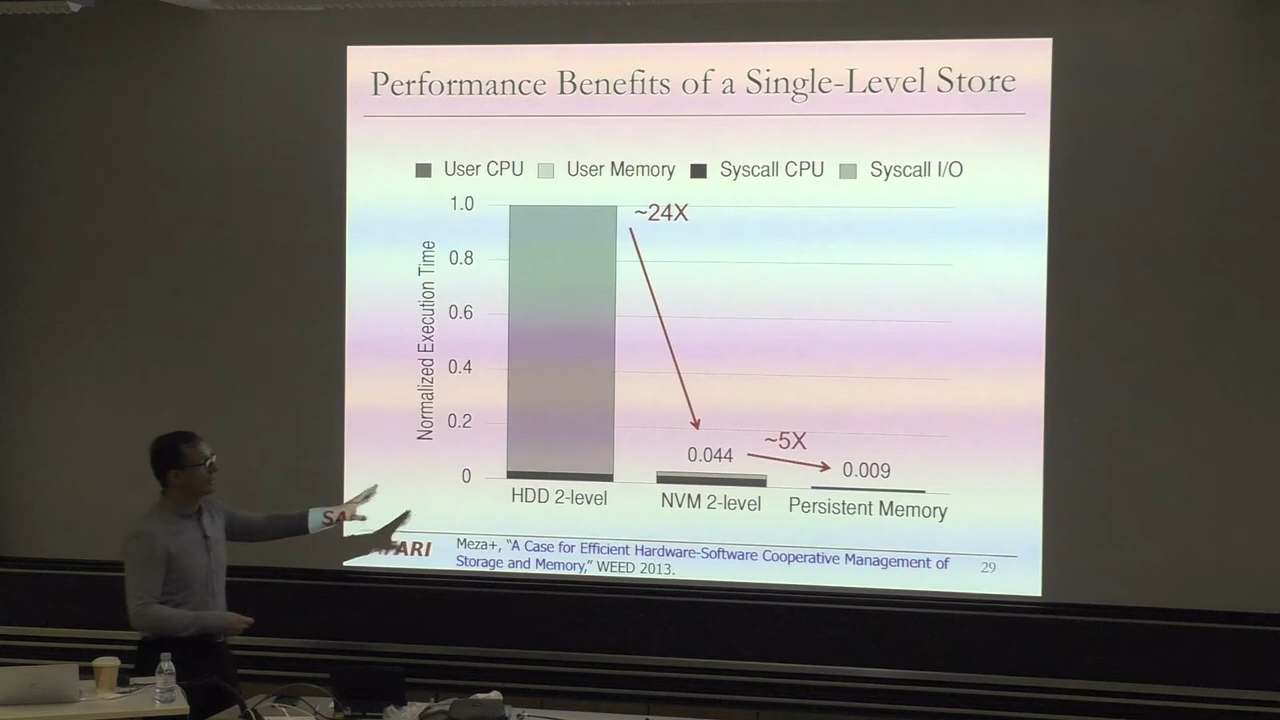 Performance Benefits of a Single-Level Store
User CPU User Memory Syscall CPU Syscall I/O
Normalized Execution Time
1.0
0.8
0.6
0.4
0.2
0
~24X
0.044
~5X
0.009
HDD 2-level NVM 2-level Persistent Memory
SAFARI
Meza+, “A Case for Efficient Hardware-Software Cooperative Management of
Storage and Memory,” WEED 2013.
29